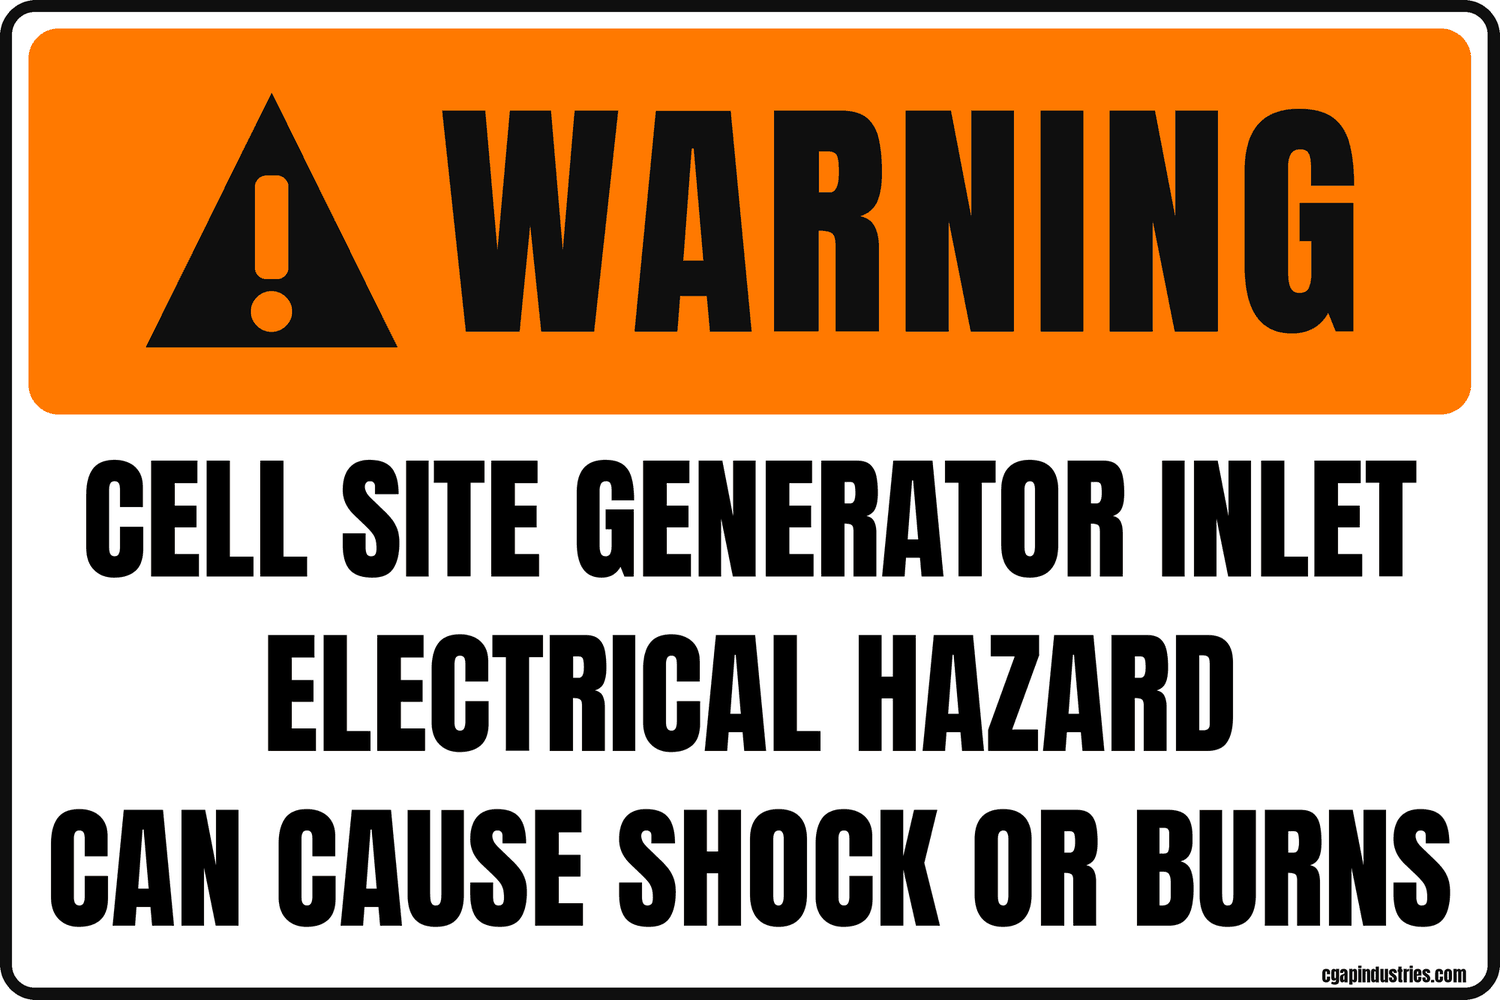 WARNING
CELL SITE GENERATOR INLET
ELECTRICAL HAZARD
CAN CAUSE SHOCK OR BURNS
cgapindustries.com